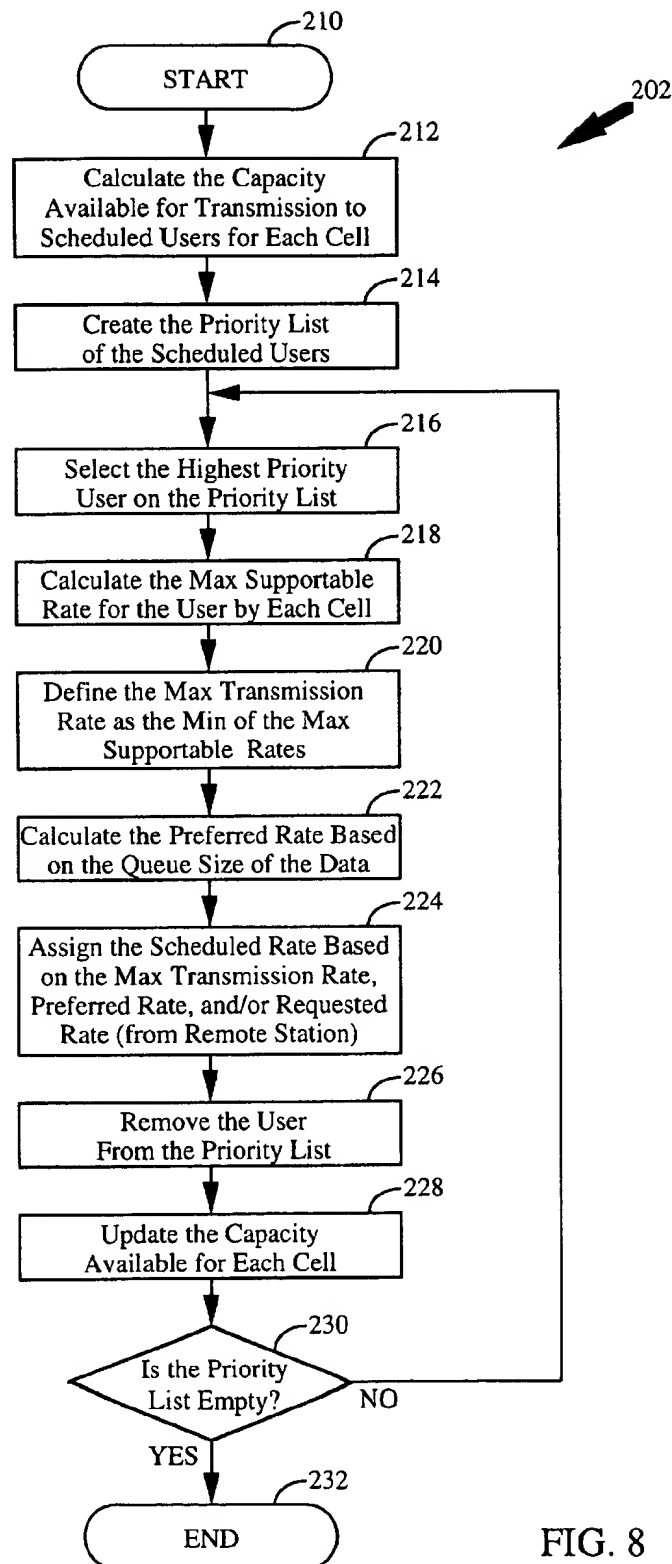 210
START
202
212
Calculate the Capacity
Available for Transmission to
Scheduled Users for Each Cell
214
Create the Priority List
of the Scheduled Users
216
Select the Highest Priority
User on the Priority List
218
Calculate the Max Supportable
Rate for the User by Each Cell
220
Define the Max Transmission
Rate as the Min of the Max
Supportable Rates
222
Calculate the Preferred Rate Based
on the Queue Size of the Data
224
Assign the Scheduled Rate Based
on the Max Transmission Rate,
Preferred Rate, and/or Requested
Rate (from Remote Station)
226
Remove the User
From the Priority List
228
Update the Capacity
Available for Each Cell
230
Is the Priority
List Empty?
NO
YES
232
END
FIG. 8